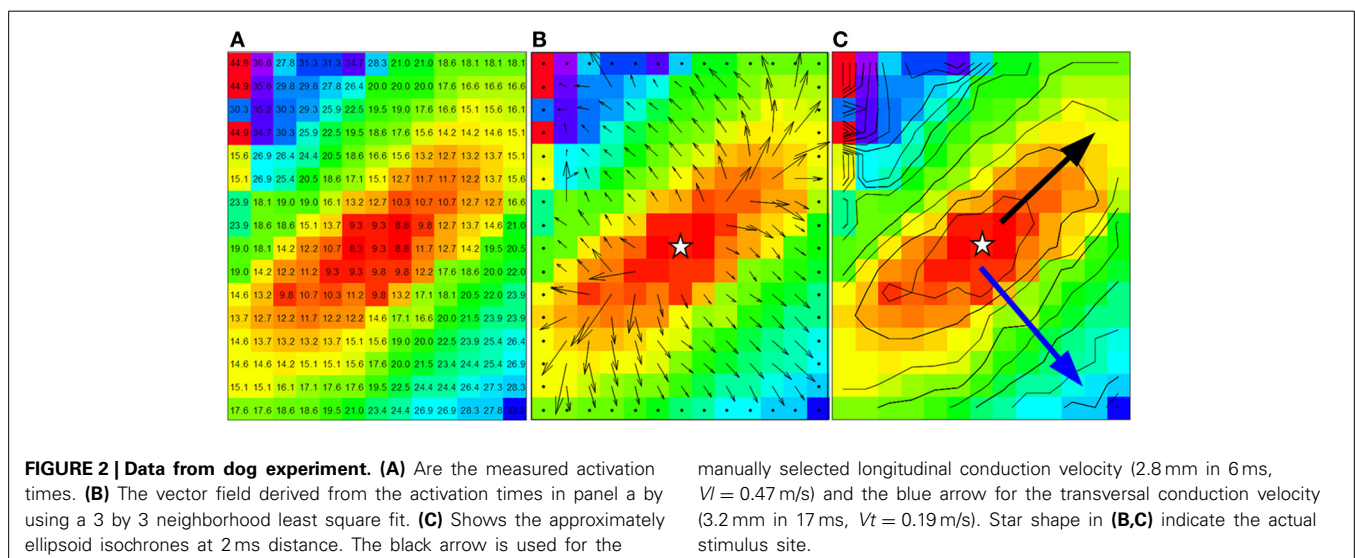 A B C
44.9 36.6 27.8 31.3 31.3 34.7 28.3 21.0 21.0 18.6 18.1 18.1 18.1
44.9 35.6 29.8 29.8 27.8 26.4 20.0 20.0 20.0 17.6 16.6 16.6 16.6
30.3 35.2 30.3 29.3 25.9 22.5 19.5 19.0 17.6 16.6 15.1 15.6 16.1
44.9 34.7 30.3 25.9 22.5 19.5 18.6 17.6 15.6 14.2 14.2 14.6 15.1
15.6 26.9 26.4 24.4 20.5 18.6 16.6 15.6 13.2 12.7 13.2 13.7 15.1
15.1 26.9 25.4 20.5 18.6 17.1 15.1 12.7 11.7 11.7 12.2 13.2 15.6
23.9 18.1 19.0 19.0 16.1 13.2 12.7 10.3 10.7 10.7 12.7 12.7 16.6
23.9 18.6 18.6 15.1 13.7 9.3 9.3 8.8 9.8 12.7 13.7 14.6 21.0
19.0 18.1 14.2 12.2 10.7 8.3 9.3 8.8 11.7 12.7 14.2 19.5 20.5
19.0 14.2 12.2 11.2 9.3 9.3 9.8 9.8 12.2 17.6 18.6 20.0 22.0
14.6 13.2 9.8 10.7 10.3 11.2 9.8 13.2 17.1 18.1 20.5 22.0 23.9
13.7 12.7 12.2 11.7 12.2 12.2 14.6 17.1 16.6 20.0 21.5 23.9 23.9
14.6 13.7 13.2 13.2 13.7 15.1 15.6 19.0 20.0 22.5 23.9 25.4 26.4
14.6 14.6 14.2 15.1 15.6 17.6 20.0 21.5 23.4 24.4 25.4 26.9
15.1 15.1 16.1 17.1 17.6 17.6 19.5 22.5 24.4 24.4 26.4 27.3 28.3
17.6 17.6 18.6 18.6 19.5 21.0 23.4 24.4 26.9 26.9 28.3 27.8
FIGURE 2 | Data from dog experiment. (A) Are the measured activation
times. (B) The vector field derived from the activation times in panel a by
using a 3 by 3 neighborhood least square fit. (C) Shows the approximately
ellipsoid isochrones at 2 ms distance. The black arrow is used for the
manually selected longitudinal conduction velocity (2.8 mm in 6 ms,
Vl = 0.47 m/s) and the blue arrow for the transversal conduction velocity
(3.2 mm in 17 ms, Vt = 0.19 m/s). Star shape in (B,C) indicate the actual
stimulus site.